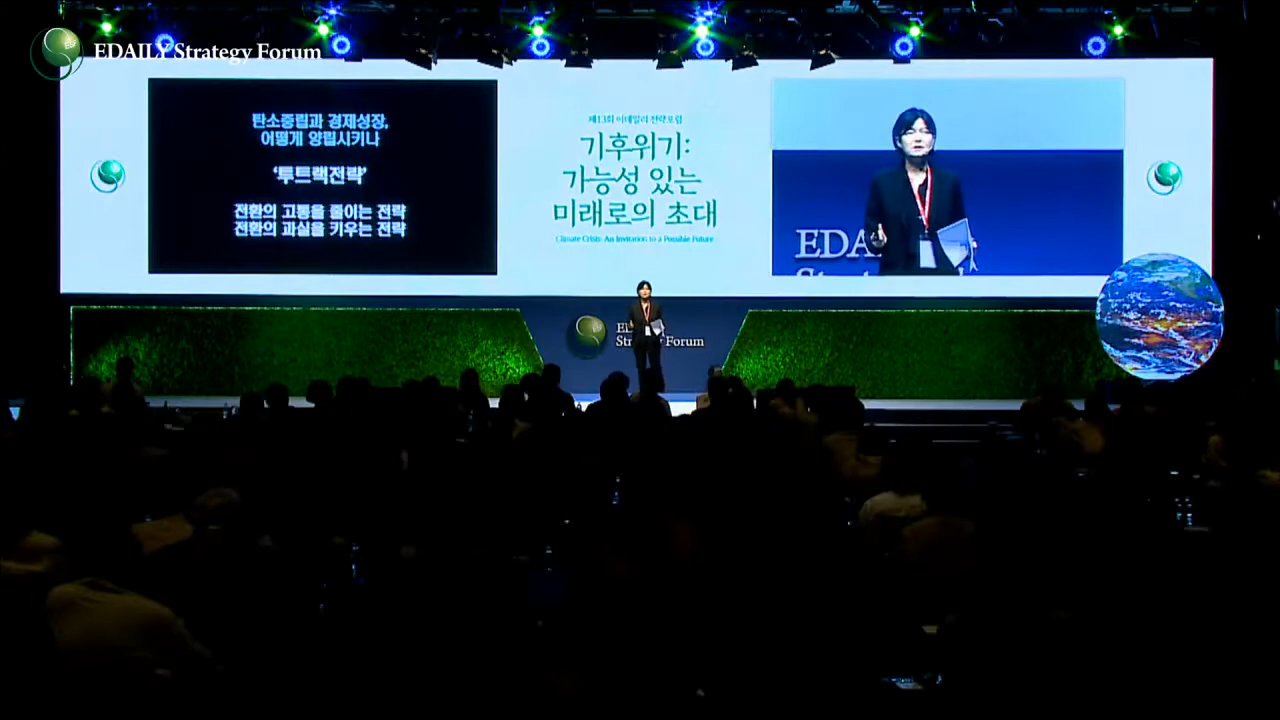 EDAILY Strategy Forum
탄소중립과 경제성장,
어떻게 양립시키나
‘투트랙전략’
전환의 고통을 줄이는 전략
전환의 과실을 키우는 전략
제13회 이데일리 전략포럼
기후위기:
가능성 있는
미래로의 초대
Climate Crisis: An Invitation to a Possible Future
EDA
Forum